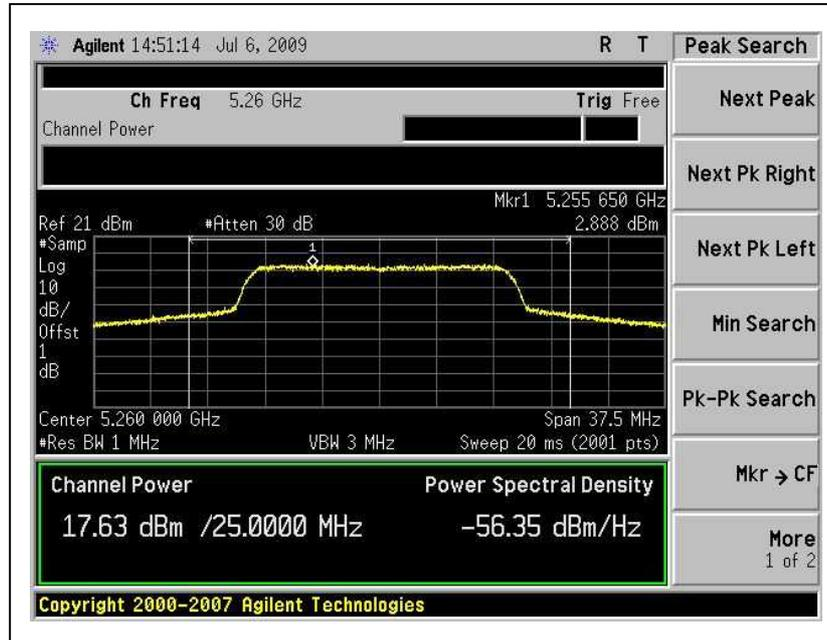 Agilent 14:51:14 Jul 6, 2009 R T
Peak Search
Ch Freq 5.26 GHz Trig Free
Channel Power
Mkr1 5.255 650 GHz
Ref 21 dBm #Atten 30 dB 2.888 dBm
#Samp
Log
10
dB/
Offst
1
dB
1
Center 5.260 000 GHz Span 37.5 MHz
#Res BW 1 MHz VBW 3 MHz Sweep 20 ms (2001 pts)
Channel Power Power Spectral Density
17.63 dBm /25.0000 MHz -56.35 dBm/Hz
Copyright 2000-2007 Agilent Technologies
Next Peak
Next Pk Right
Next Pk Left
Min Search
Pk-Pk Search
Mkr → CF
More
1 of 2